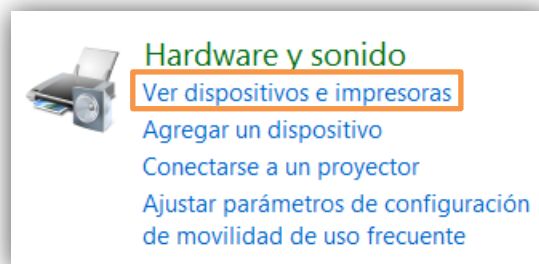 Hardware y sonido
Ver dispositivos e impresoras
Agregar un dispositivo
Conectarse a un proyector
Ajustar parámetros de configuración
de movilidad de uso frecuente